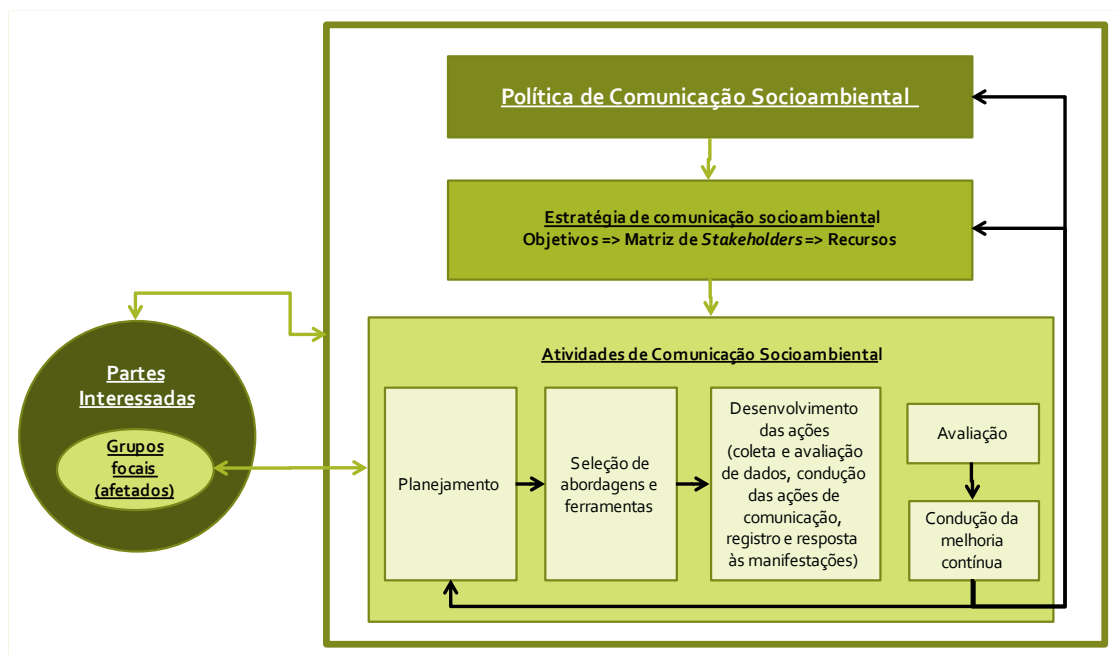 Política de Comunicação Socioambiental
Estratégia de comunicação socioambiental
Objetivos => Matriz de Stakeholders => Recursos
Partes
Interessadas
Grupos
focais
(afetados)
Atividades de Comunicação Socioambiental
Planejamento
Seleção de
abordagens e
ferramentas
Desenvolvimento
das ações
(coleta e avaliação
de dados, condução
das ações de
comunicação,
registro e resposta
às manifestações)
Avaliação
Condução da
melhoria
contínua